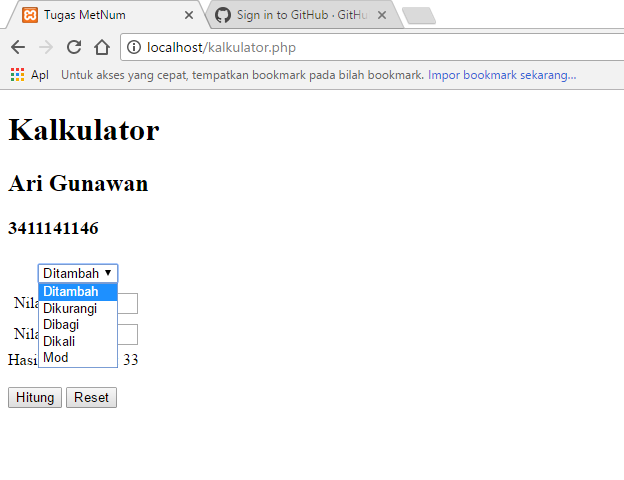 Tugas MetNum
Sign in to GitHub · GitHu
localhost/kalkulator.php
Apl Untuk akses yang cepat, tempatkan bookmark pada bilah bookmark. Impor bookmark sekarang...
Kalkulator
Ari Gunawan
3411141146
Ditambah
Ditambah
Dikurangi
Dibagi
Dikali
Mod
Nila
Nila
Hasi 33
Hitung Reset